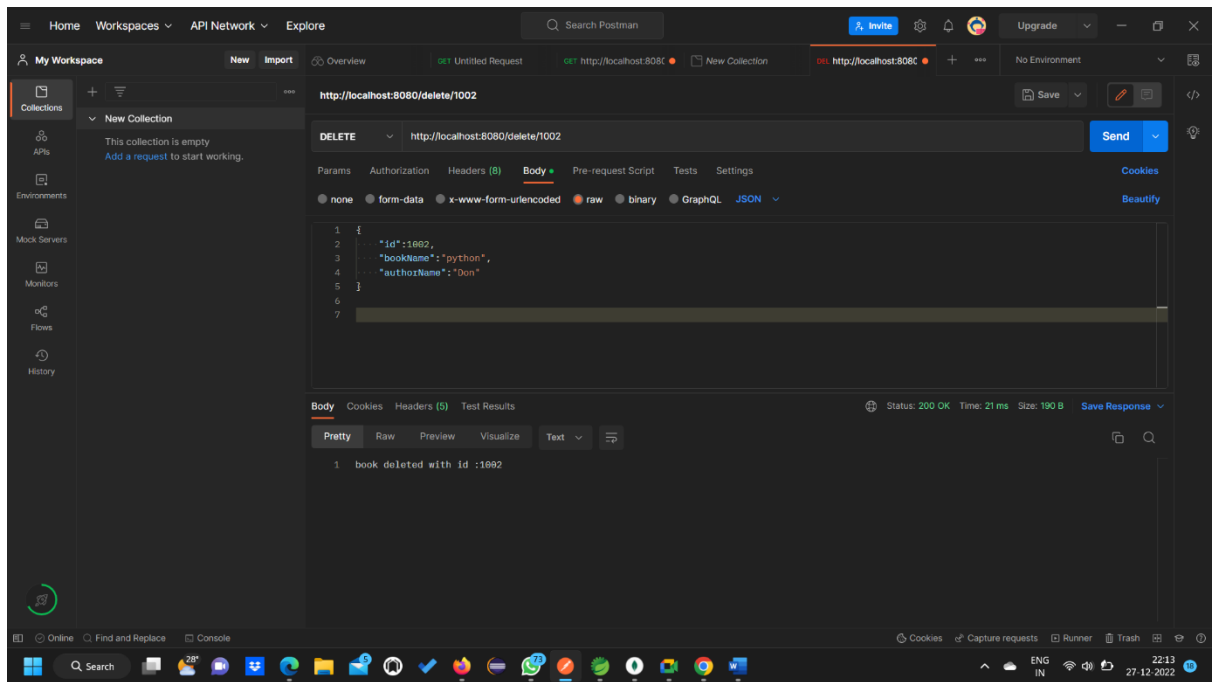 Home Workspaces API Network Explore Search Postman Invite Upgrade
My Workspace New Import Overview GET Untitled Request GET http://localhost:8080 New Collection DEL http://localhost:8080 No Environment
Collections
APIs
Environments
Mock Servers
Monitors
Flows
History
New Collection
This collection is empty
Add a request to start working.
http://localhost:8080/delete/1002 Save
DELETE http://localhost:8080/delete/1002 Send
Params Authorization Headers (8) Body Pre-request Script Tests Settings Cookies
none form-data x-www-form-urlencoded raw binary GraphQL JSON Beautify
1 {
2 "id":1002,
3 "bookName":"python",
4 "authorName":"Don"
5 }
6
7
Body Cookies Headers (5) Test Results Status: 200 OK Time: 21 ms Size: 190 B Save Response
Pretty Raw Preview Visualize Text
1 book deleted with id :1002
Online Find and Replace Console Cookies Capture requests Runner Trash
Search 28° 73 ENG 22:13
IN 27-12-2022 18